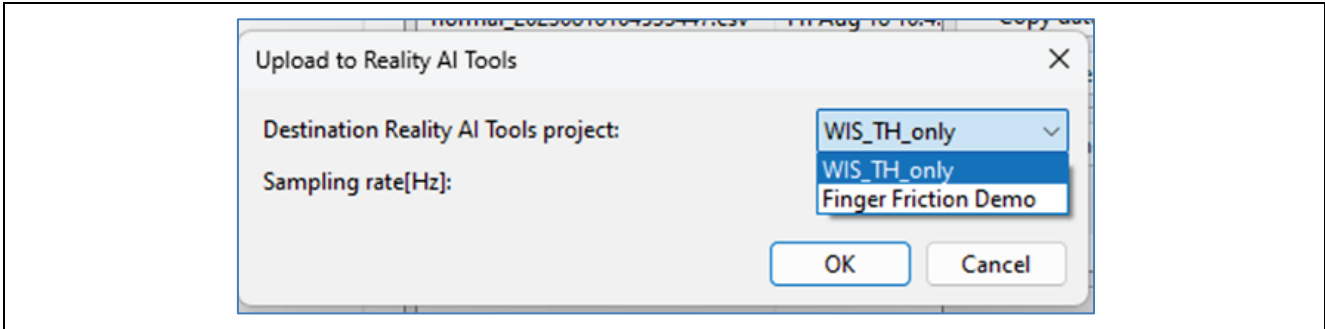 Upload to Reality AI Tools
Destination Reality AI Tools project: WIS_TH_only
WIS_TH_only
Sampling rate[Hz]:
Finger Friction Demo
OK Cancel